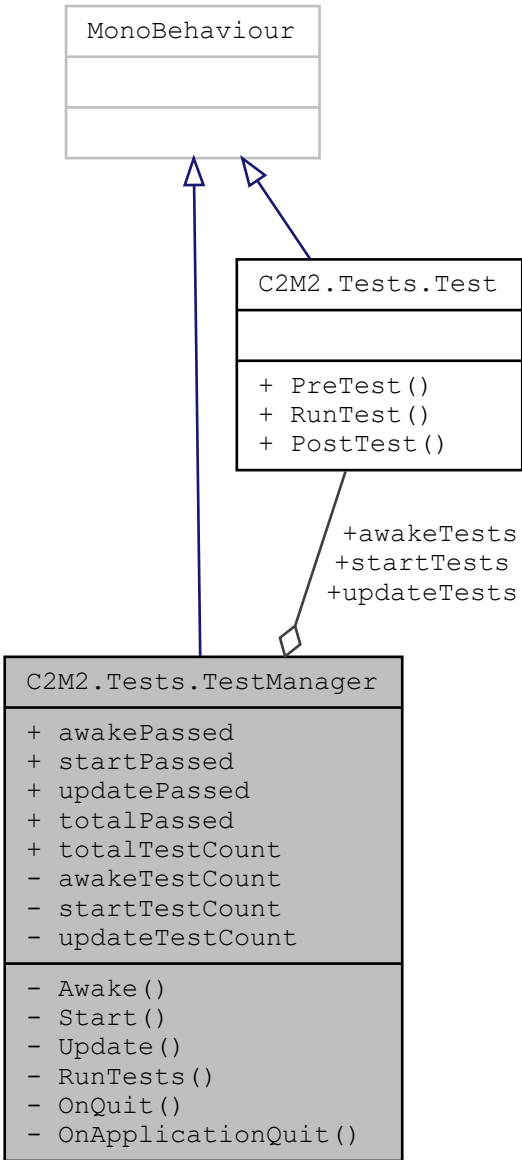 MonoBehaviour
C2M2.Tests.Test
+ PreTest()
+ RunTest()
+ PostTest()
+awakeTests
+startTests
+updateTests
C2M2.Tests.TestManager
+ awakePassed
+ startPassed
+ updatePassed
+ totalPassed
+ totalTestCount
- awakeTestCount
- startTestCount
- updateTestCount
- Awake()
- Start()
- Update()
- RunTests()
- OnQuit()
- OnApplicationQuit()